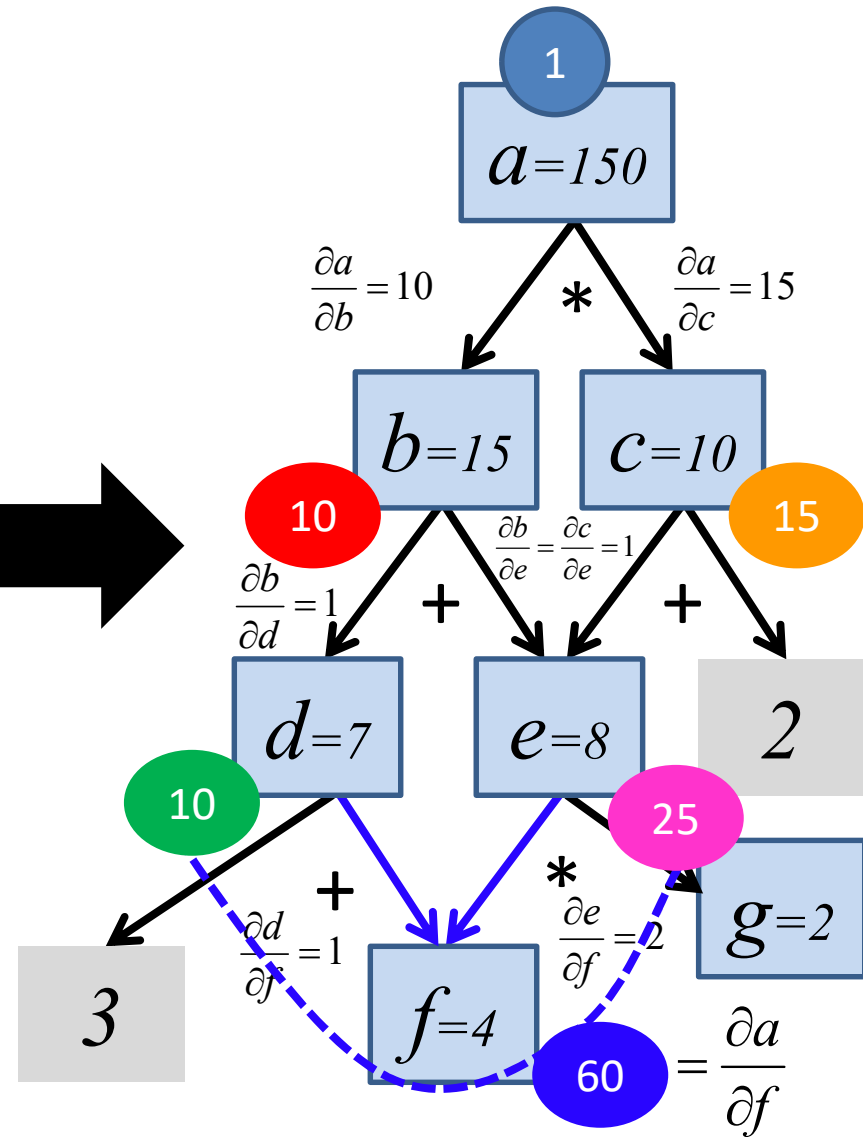 1
a=150
∂a/∂b = 10
*
∂a/∂c = 15
b=15
c=10
10
15
∂b/∂e = ∂c/∂e = 1
∂b/∂d = 1
+
+
d=7
e=8
2
10
25
+
*
∂d/∂f = 1
∂e/∂f = 2
g=2
3
f=4
60 = ∂a/∂f